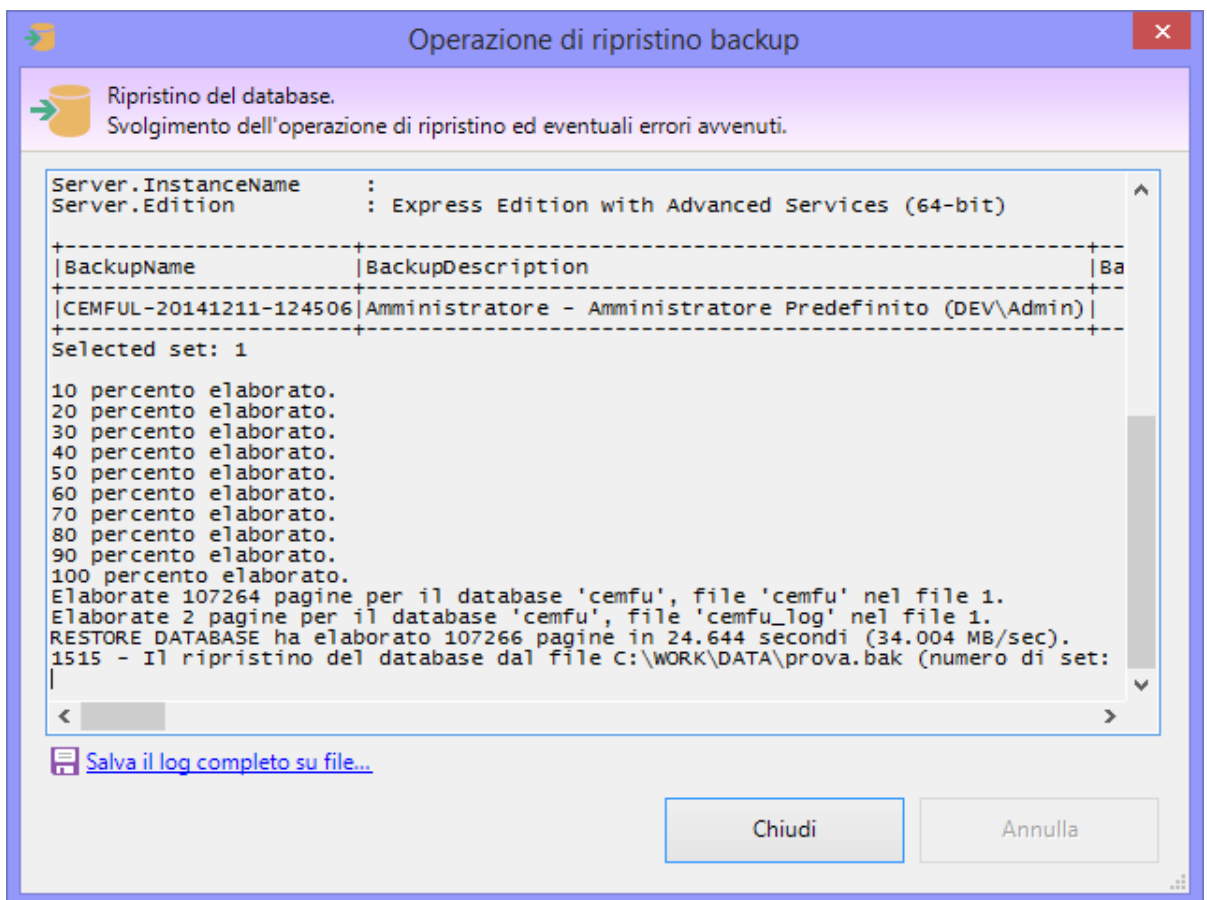 Operazione di ripristino backup
Ripristino del database.
Svolgimento dell'operazione di ripristino ed eventuali errori avvenuti.
Server.InstanceName :
Server.Edition : Express Edition with Advanced Services (64-bit)
+-----------------------+--------------------------------------------------------+--
|BackupName |BackupDescription |Ba
+-----------------------+--------------------------------------------------------+--
|CEMFUL-20141211-124506|Amministratore - Amministratore Predefinito (DEV\Admin)|
+-----------------------+--------------------------------------------------------+--
Selected set: 1
10 percento elaborato.
20 percento elaborato.
30 percento elaborato.
40 percento elaborato.
50 percento elaborato.
60 percento elaborato.
70 percento elaborato.
80 percento elaborato.
90 percento elaborato.
100 percento elaborato.
Elaborate 107264 pagine per il database 'cemfu', file 'cemfu' nel file 1.
Elaborate 2 pagine per il database 'cemfu', file 'cemfu_log' nel file 1.
RESTORE DATABASE ha elaborato 107266 pagine in 24.644 secondi (34.004 MB/sec).
1515 - Il ripristino del database dal file C:\WORK\DATA\prova.bak (numero di set:
Salva il log completo su file...
Chiudi
Annulla